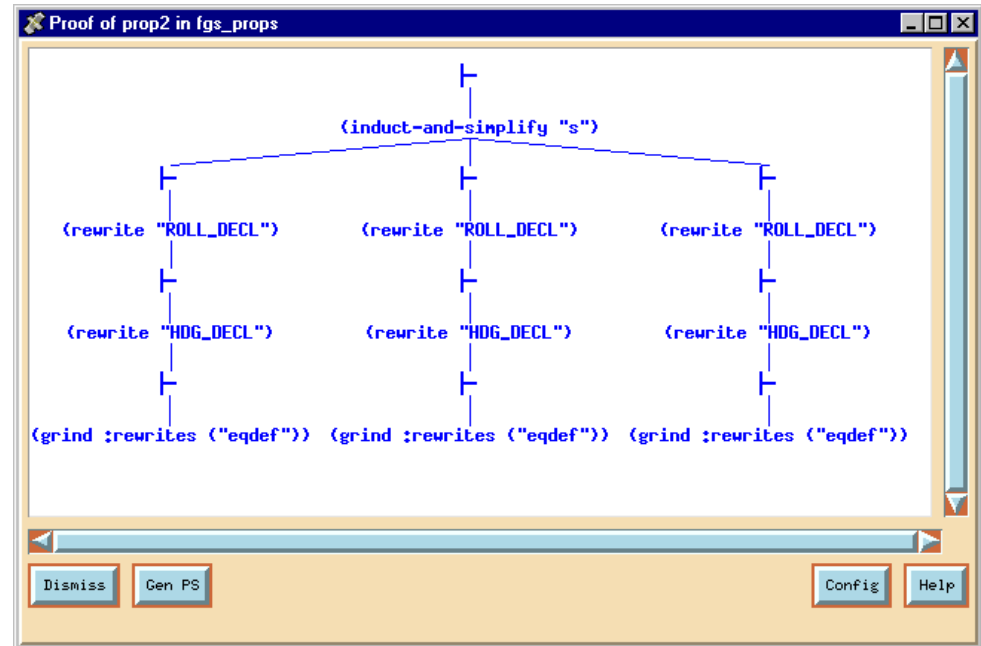 Proof of prop2 in fgs_props
(induct-and-simplify "s")
(rewrite "ROLL_DECL") (rewrite "ROLL_DECL") (rewrite "ROLL_DECL")
(rewrite "HDG_DECL") (rewrite "HDG_DECL") (rewrite "HDG_DECL")
(grind :rewrites ("eqdef")) (grind :rewrites ("eqdef")) (grind :rewrites ("eqdef"))
Dismiss Gen PS Config Help